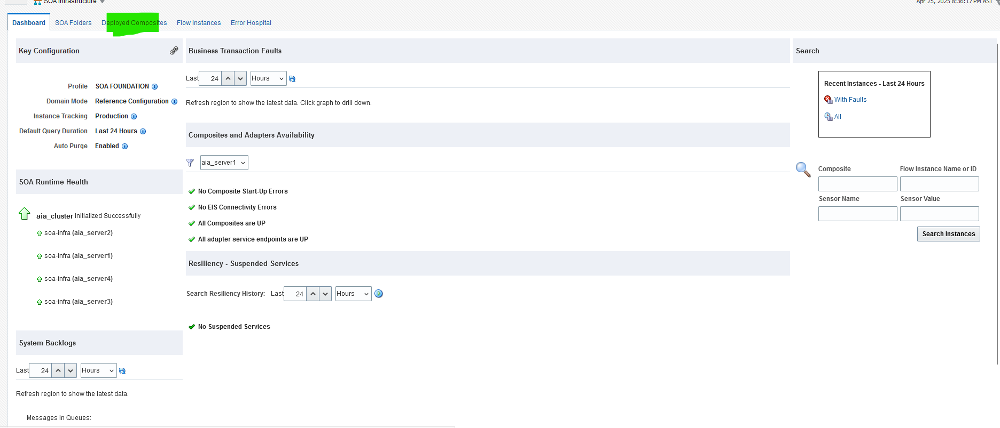 SOA Infrastructure
Apr 25, 2025 8:36:17 PM AST
Dashboard SOA Folders Deployed Composites Flow Instances Error Hospital
Key Configuration
Profile SOA FOUNDATION
Domain Mode Reference Configuration
Instance Tracking Production
Default Query Duration Last 24 Hours
Auto Purge Enabled
SOA Runtime Health
aia_cluster Initialized Successfully
soa-infra (aia_server2)
soa-infra (aia_server1)
soa-infra (aia_server4)
soa-infra (aia_server3)
System Backlogs
Last 24 Hours
Refresh region to show the latest data.
Messages in Queues:
Business Transaction Faults
Last 24 Hours
Refresh region to show the latest data. Click graph to drill down.
Composites and Adapters Availability
aia_server1
No Composite Start-Up Errors
No EIS Connectivity Errors
All Composites are UP
All adapter service endpoints are UP
Resiliency - Suspended Services
Search Resiliency History: Last 24 Hours
No Suspended Services
Search
Recent Instances - Last 24 Hours
With Faults
All
Composite Flow Instance Name or ID
Sensor Name Sensor Value
Search Instances